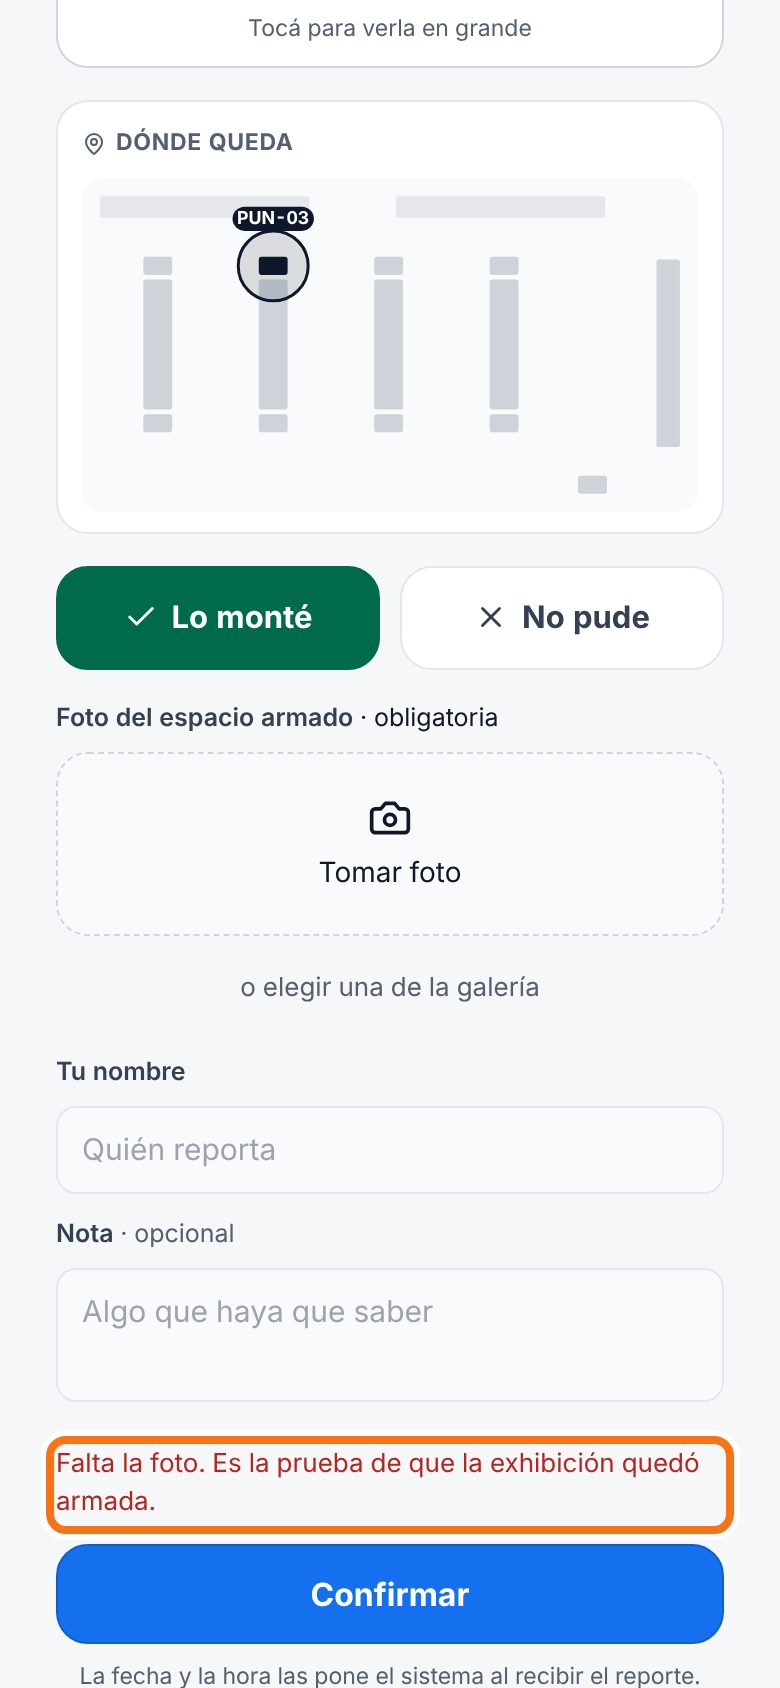 Tocá para verla en grande
DÓNDE QUEDA
PUN-03
Lo monté
No pude
Foto del espacio armado · obligatoria
Tomar foto
o elegir una de la galería
Tu nombre
Quién reporta
Nota · opcional
Algo que haya que saber
Falta la foto. Es la prueba de que la exhibición quedó
armada.
Confirmar
La fecha y la hora las pone el sistema al recibir el reporte.